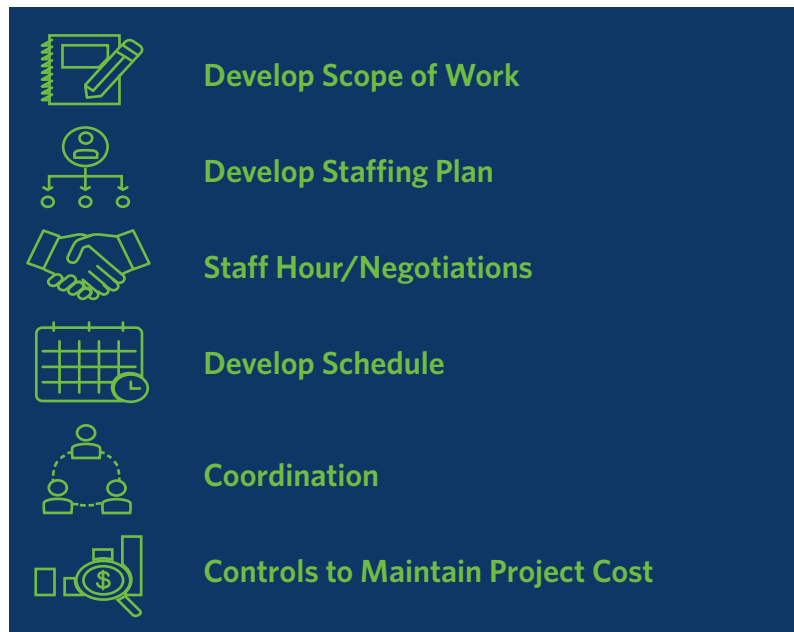 Develop Scope of Work
Develop Staffing Plan
Staff Hour/Negotiations
Develop Schedule
Coordination
$
Controls to Maintain Project Cost